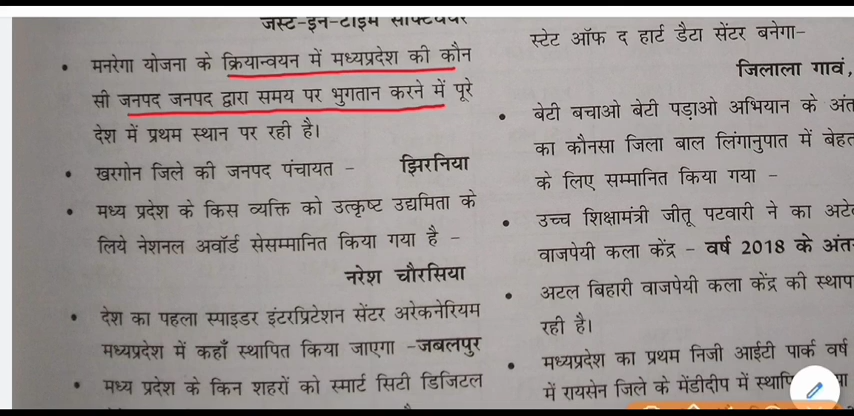 जस्ट-इन-टाइम सॉफ्टवेयर
• मनरेगा योजना के क्रियान्वयन में मध्यप्रदेश की कौन
सी जनपद जनपद द्वारा समय पर भुगतान करने में पूरे
देश में प्रथम स्थान पर रही है।
• खरगोन जिले की जनपद पंचायत – झिरनिया
• मध्य प्रदेश के किस व्यक्ति को उत्कृष्ट उद्यमिता के
लिये नेशनल अवॉर्ड सेसम्मानित किया गया है –
नरेश चौरसिया
• देश का पहला स्पाइडर इंटरप्रिटेशन सेंटर अरेकनेरियम
मध्यप्रदेश में कहाँ स्थापित किया जाएगा -जबलपुर
• मध्य प्रदेश के किन शहरों को स्मार्ट सिटी डिजिटल
स्टेट ऑफ द हार्ट डैटा सेंटर बनेगा–
जिलाला गावं,
• बेटी बचाओ बेटी पड़ाओ अभियान के अंत
का कौनसा जिला बाल लिंगानुपात में बेहत
के लिए सम्मानित किया गया –
• उच्च शिक्षामंत्री जीतू पटवारी ने का अटे
वाजपेयी कला केंद्र – वर्ष 2018 के अंत
• अटल बिहारी वाजपेयी कला केंद्र की स्थाप
रही है।
• मध्यप्रदेश का प्रथम निजी आईटी पार्क वर्ष
में रायसेन जिले के मेंडीदीप में स्थापि